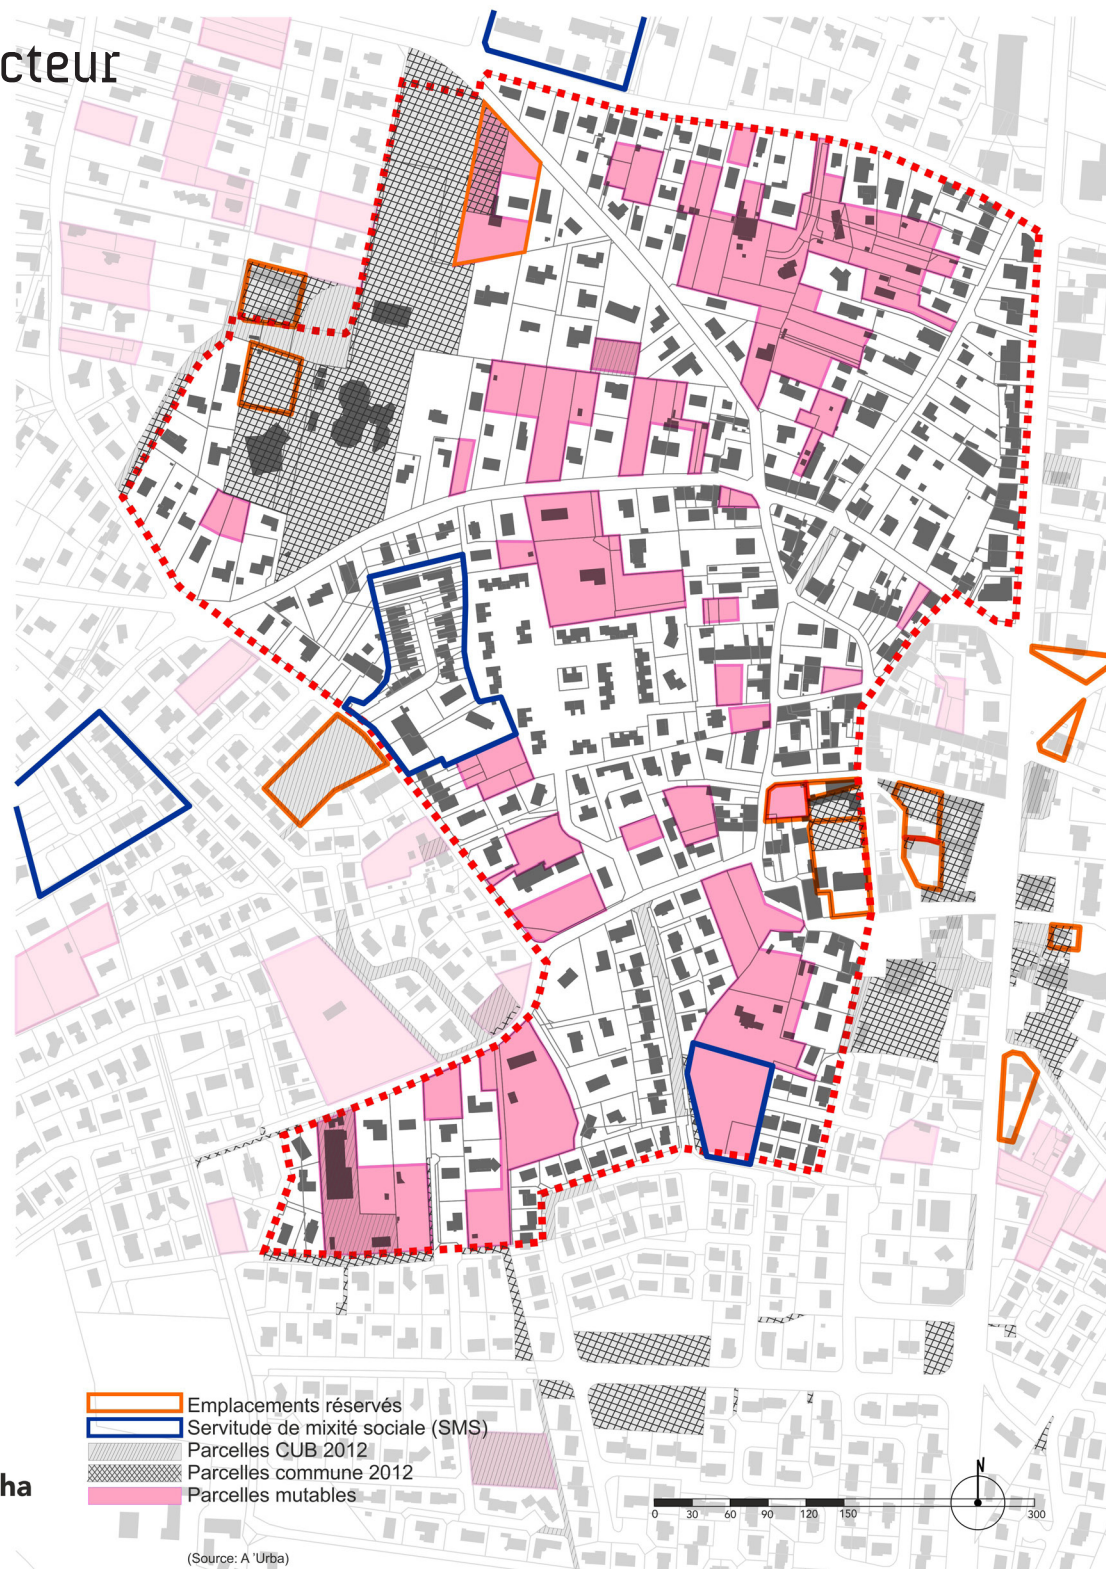 cteur
Emplacements réservés
Servitude de mixité sociale (SMS)
Parcelles CUB 2012
Parcelles commune 2012
ha
Parcelles mutables
N
0 30 60 90 120 150 300
(Source: A 'Urba)